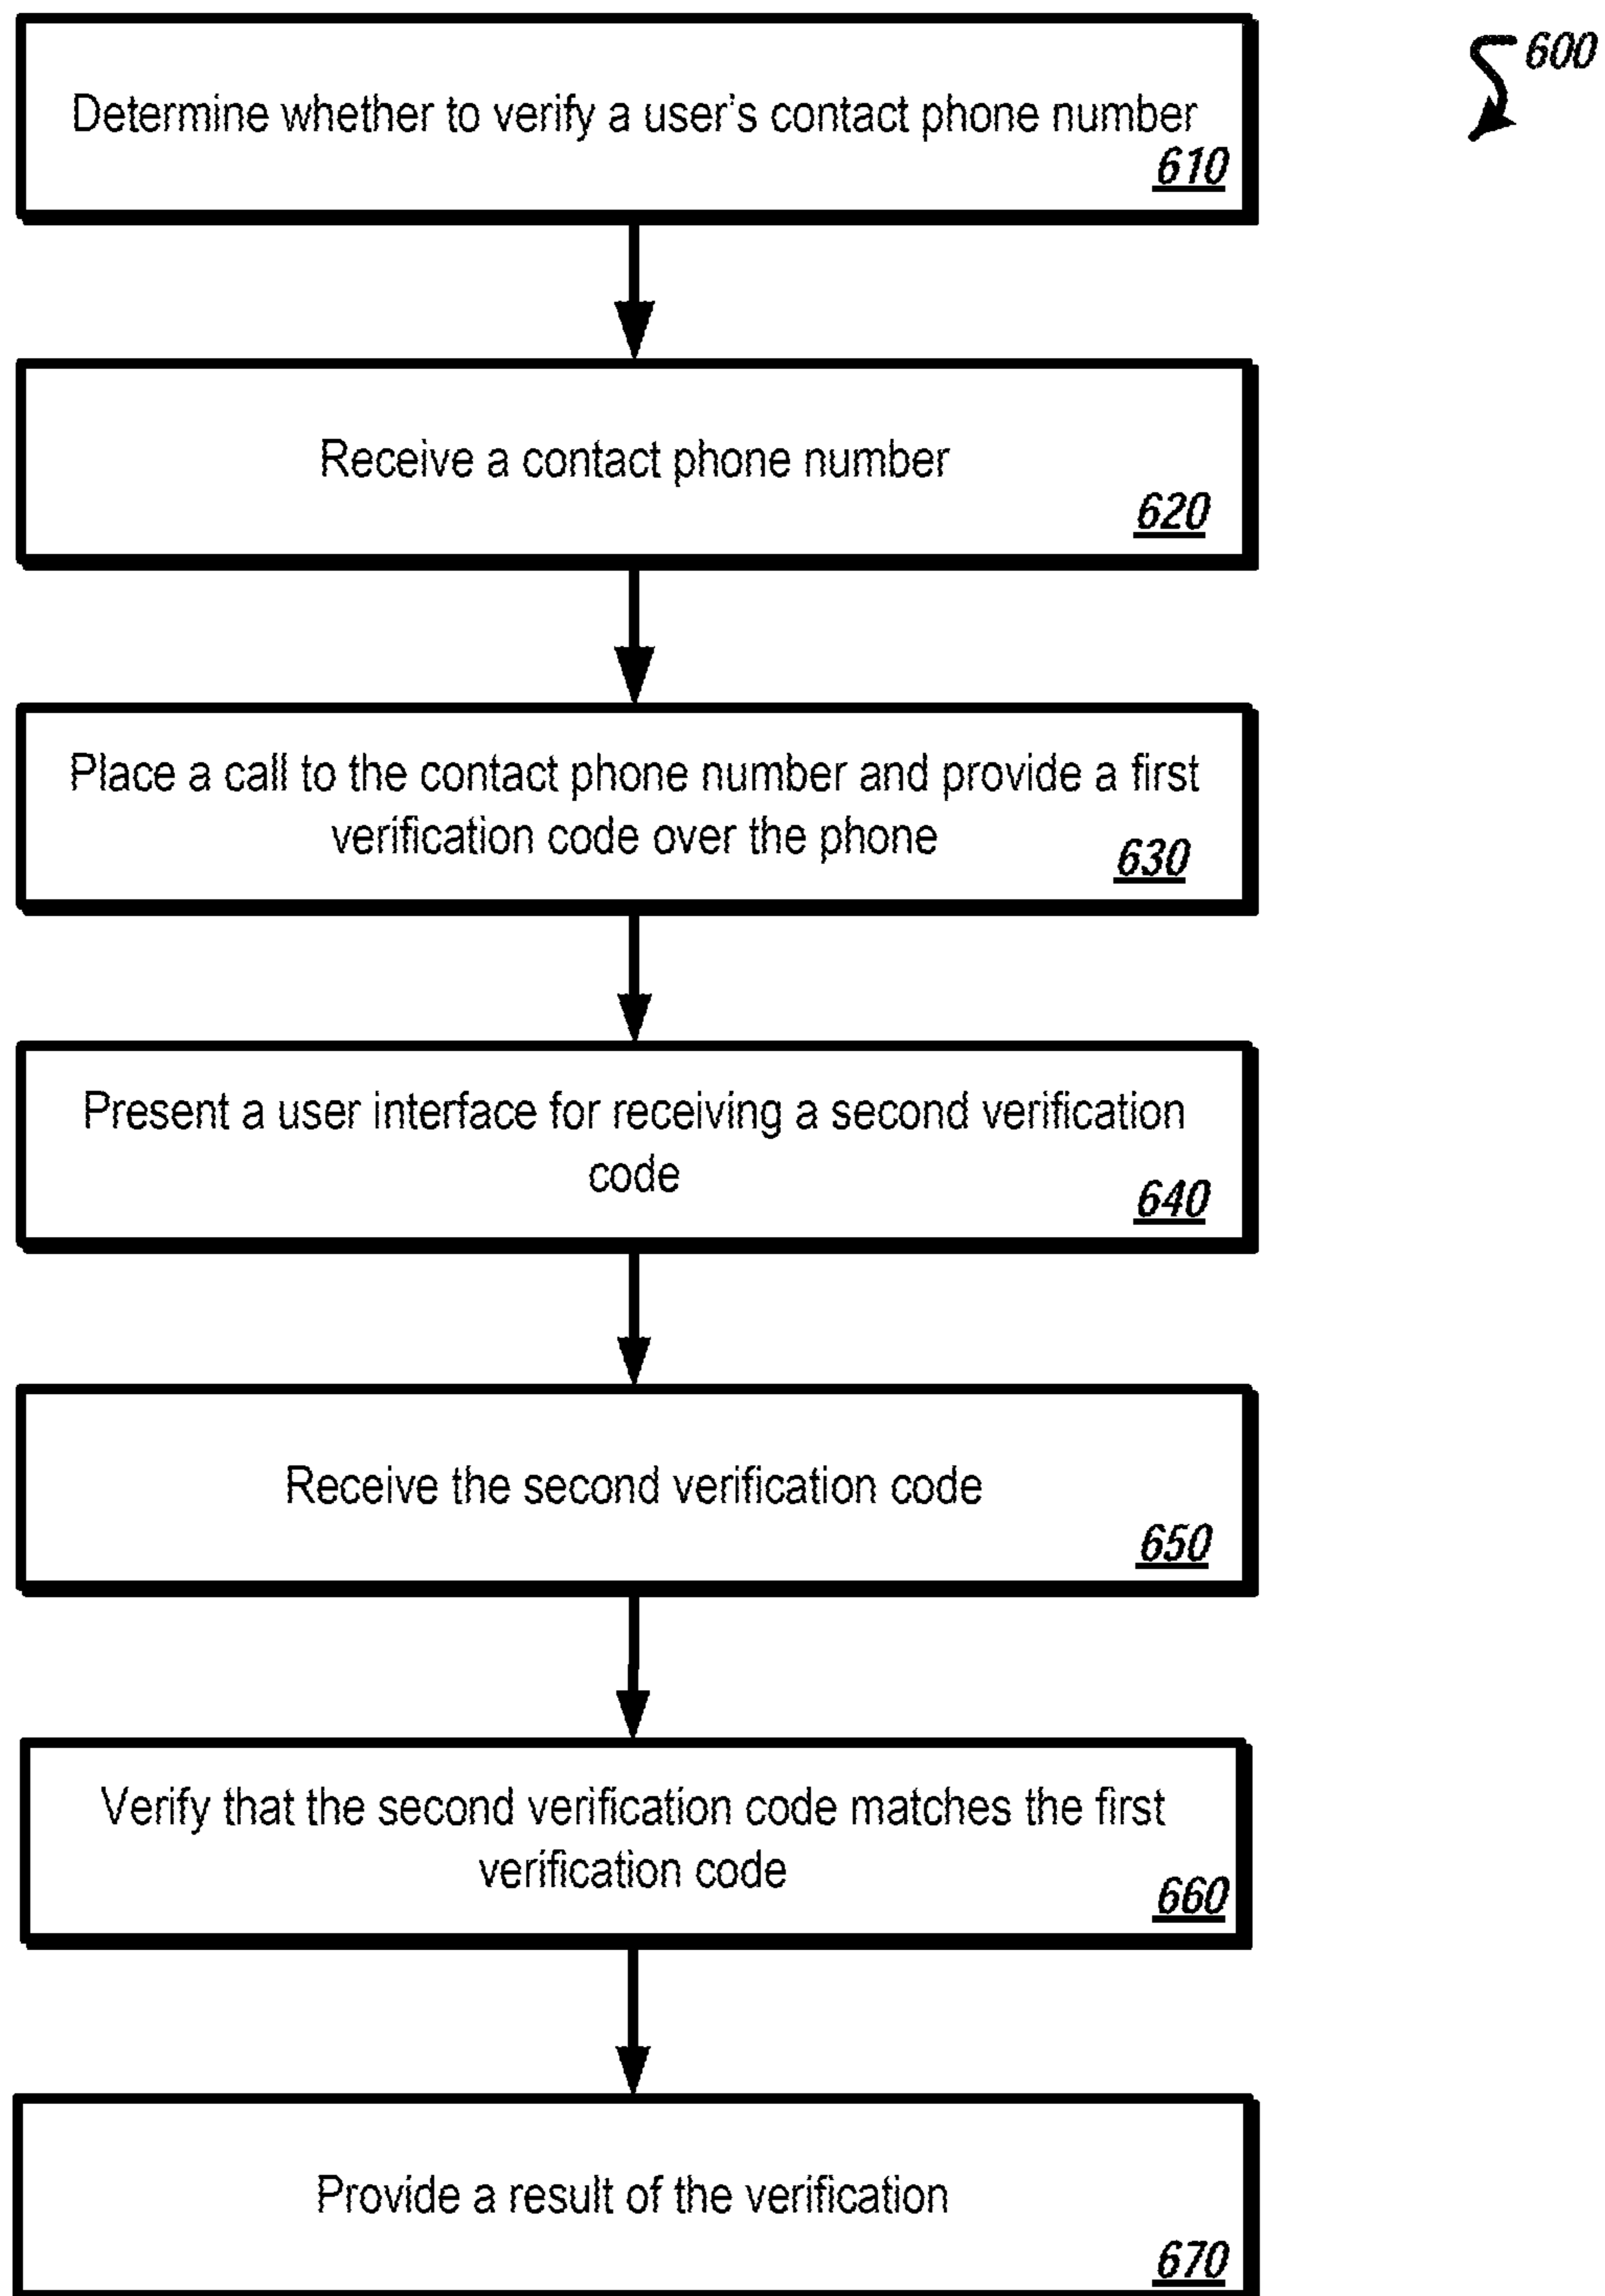 600
Determine whether to verify a user's contact phone number
610
Receive a contact phone number
620
Place a call to the contact phone number and provide a first
verification code over the phone
630
Present a user interface for receiving a second verification
code
640
Receive the second verification code
650
Verify that the second verification code matches the first
verification code
660
Provide a result of the verification
670